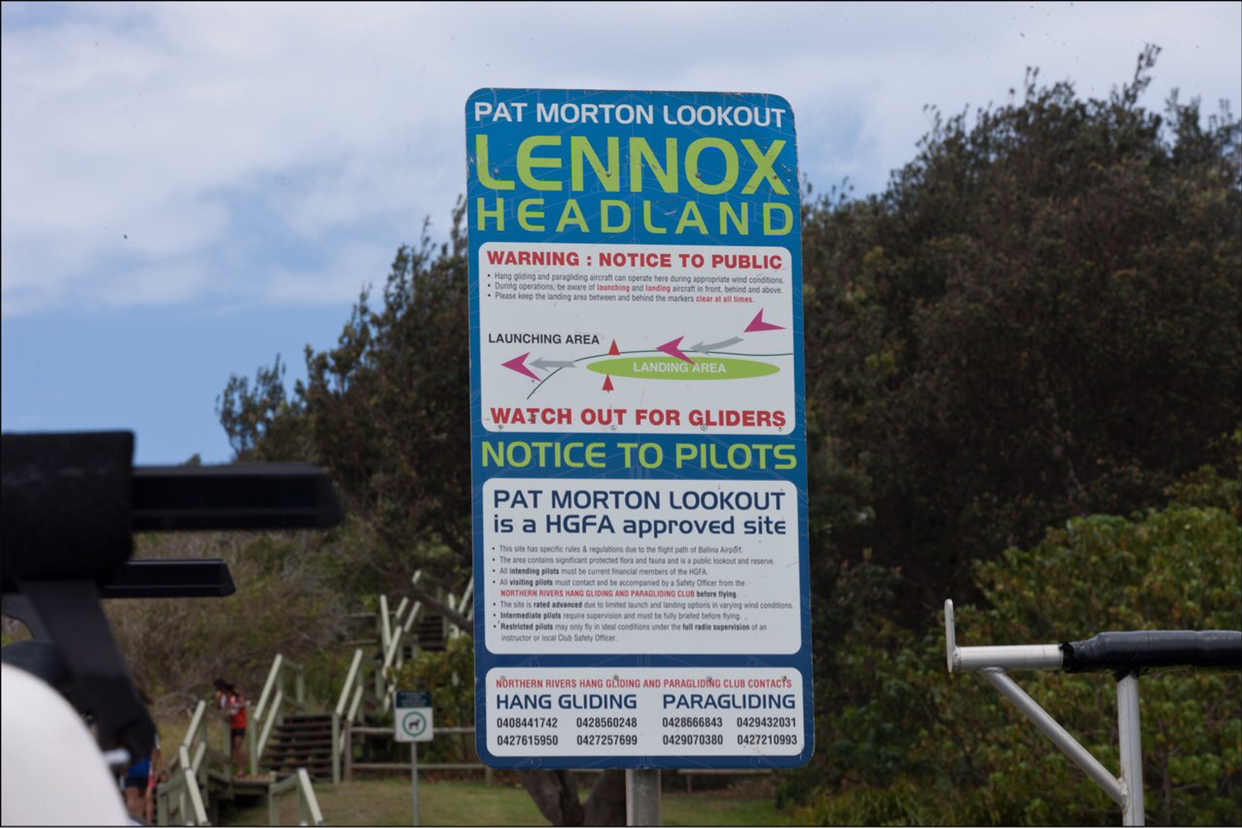 PAT MORTON LOOKOUT
LENNOX
HEADLAND
WARNING : NOTICE TO PUBLIC
• Hang gliding and paragliding aircraft can operate here during appropriate wind conditions.
• During operations, be aware of launching and landing aircraft in front, behind and above.
• Please keep the landing area between and behind the markers clear at all times.
LAUNCHING AREA
LANDING AREA
WATCH OUT FOR GLIDERS
NOTICE TO PILOTS
PAT MORTON LOOKOUT
is a HGFA approved site
• This site has specific rules & regulations due to the flight path of Ballina Airport.
• The area contains significant protected flora and fauna and is a public lookout and reserve.
• All intending pilots must be current financial members of the HGFA.
• All visiting pilots must contact and be accompanied by a Safety Officer from the
NORTHERN RIVERS HANG GLIDING AND PARAGLIDING CLUB before flying.
• The site is rated advanced due to limited launch and landing options in varying wind conditions.
• Intermediate pilots require supervision and must be fully briefed before flying.
• Restricted pilots may only fly in ideal conditions under the full radio supervision of an
instructor or local Club Safety Officer.
NORTHERN RIVERS HANG GLIDING AND PARAGLIDING CLUB CONTACTS
HANG GLIDING PARAGLIDING
0408441742 0428560248 0428666843 0429432031
0427615950 0427257699 0429070380 0427210993